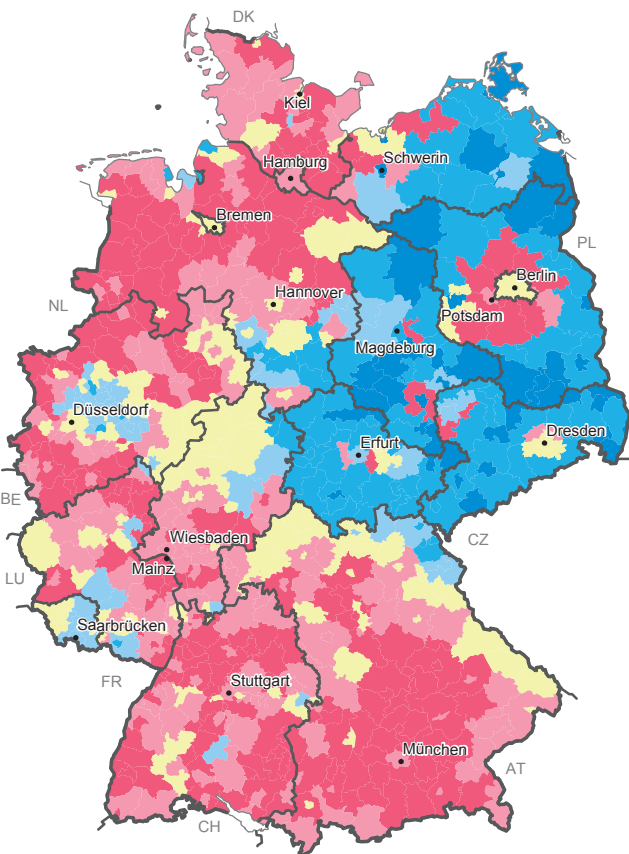 DK
Kiel
Schwerin
Hamburg
Bremen
PL
Berlin
NL
Hannover
Potsdam
Magdeburg
Düsseldorf
Dresden
Erfurt
BE
Wiesbaden
CZ
LU
Mainz
Saarbrücken
FR
Stuttgart
München
AT
CH